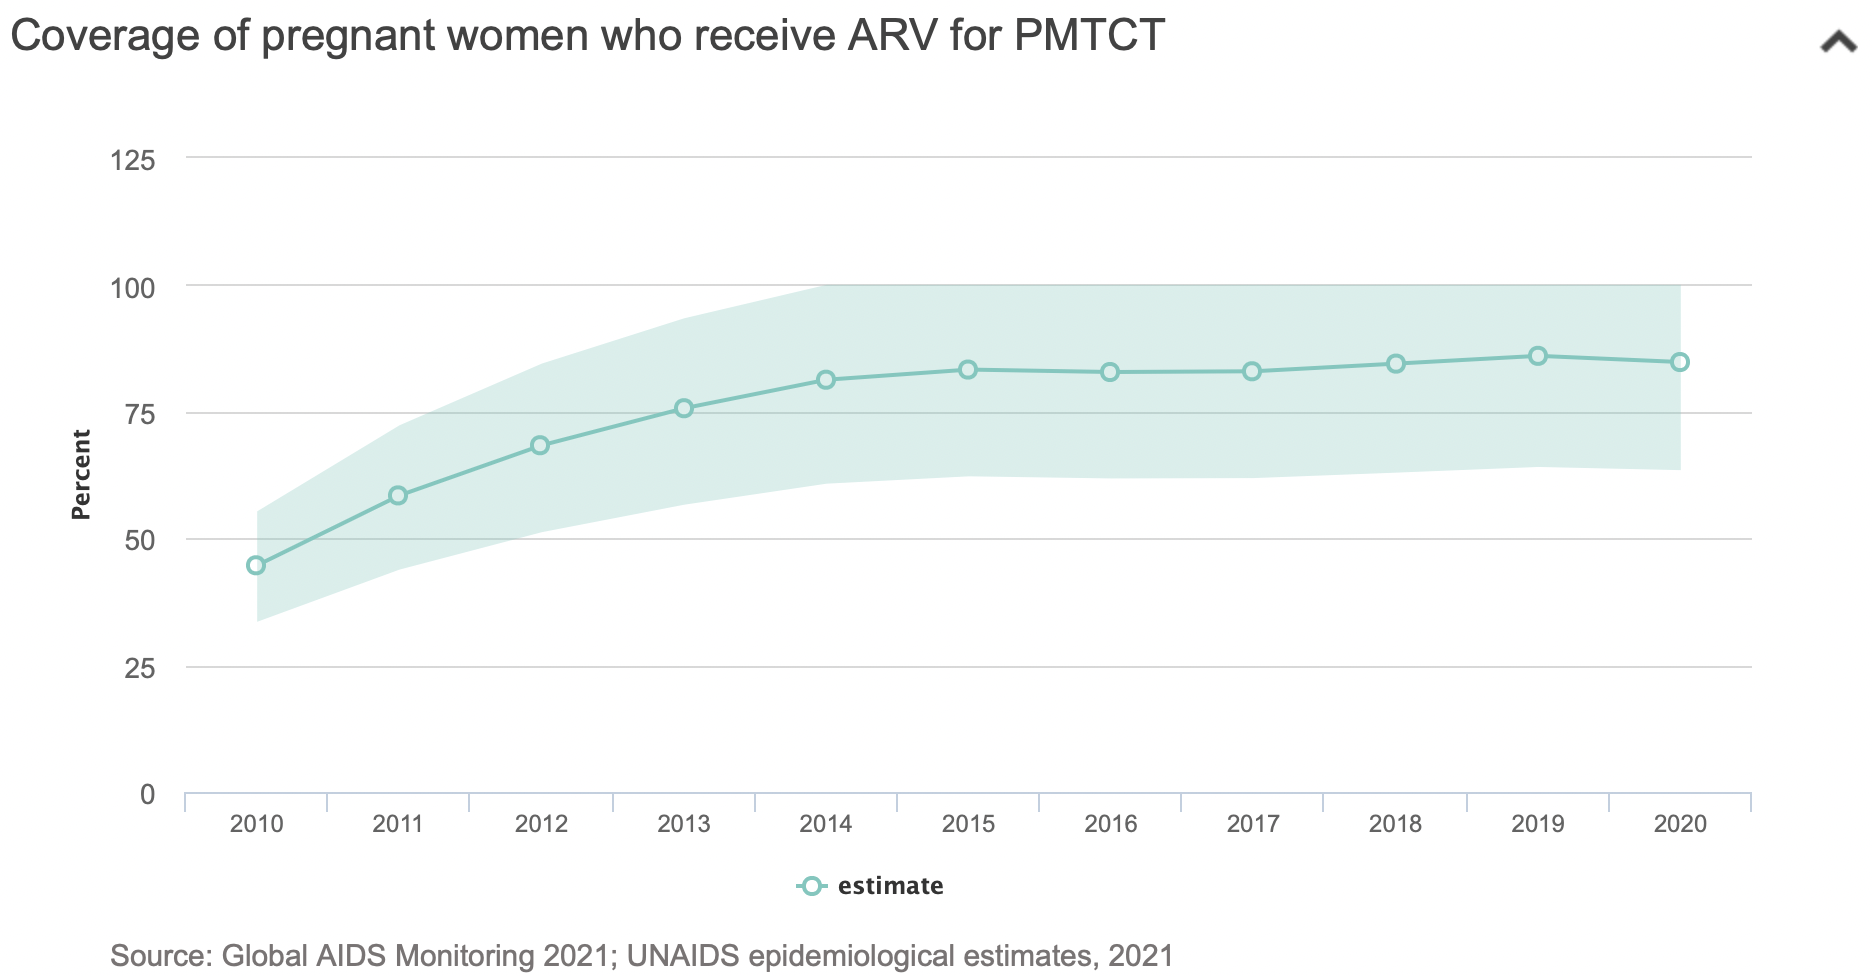 Coverage of pregnant women who receive ARV for PMTCT
125
100
75
50
25
0
Percent
2010 2011 2012 2013 2014 2015 2016 2017 2018 2019 2020
estimate
Source: Global AIDS Monitoring 2021; UNAIDS epidemiological estimates, 2021